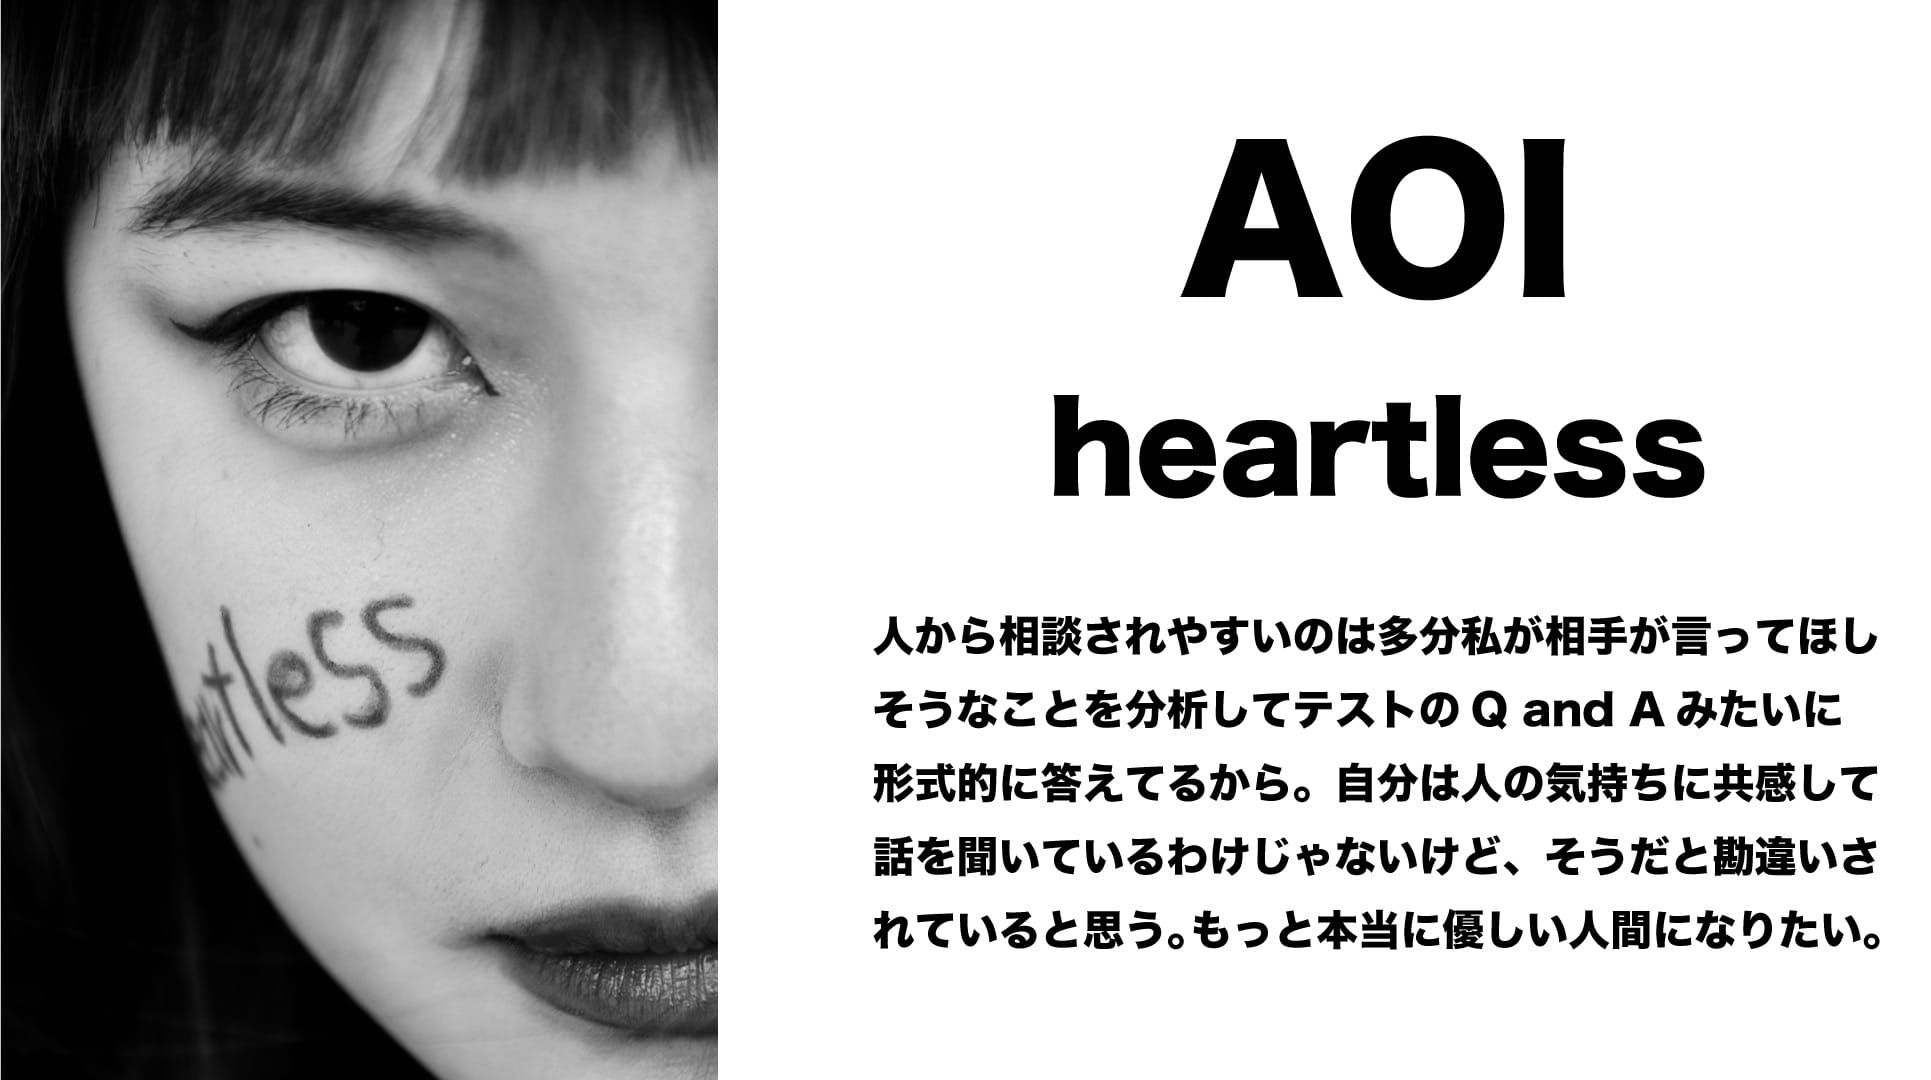 AOI
heartless
人から相談されやすいのは多分私が相手が言ってほし
そうなことを分析してテストの Q and A みたいに
形式的に答えてるから。自分は人の気持ちに共感して
話を聞いているわけじゃないけど、そうだと勘違いさ
れていると思う。もっと本当に優しい人間になりたい。
artless